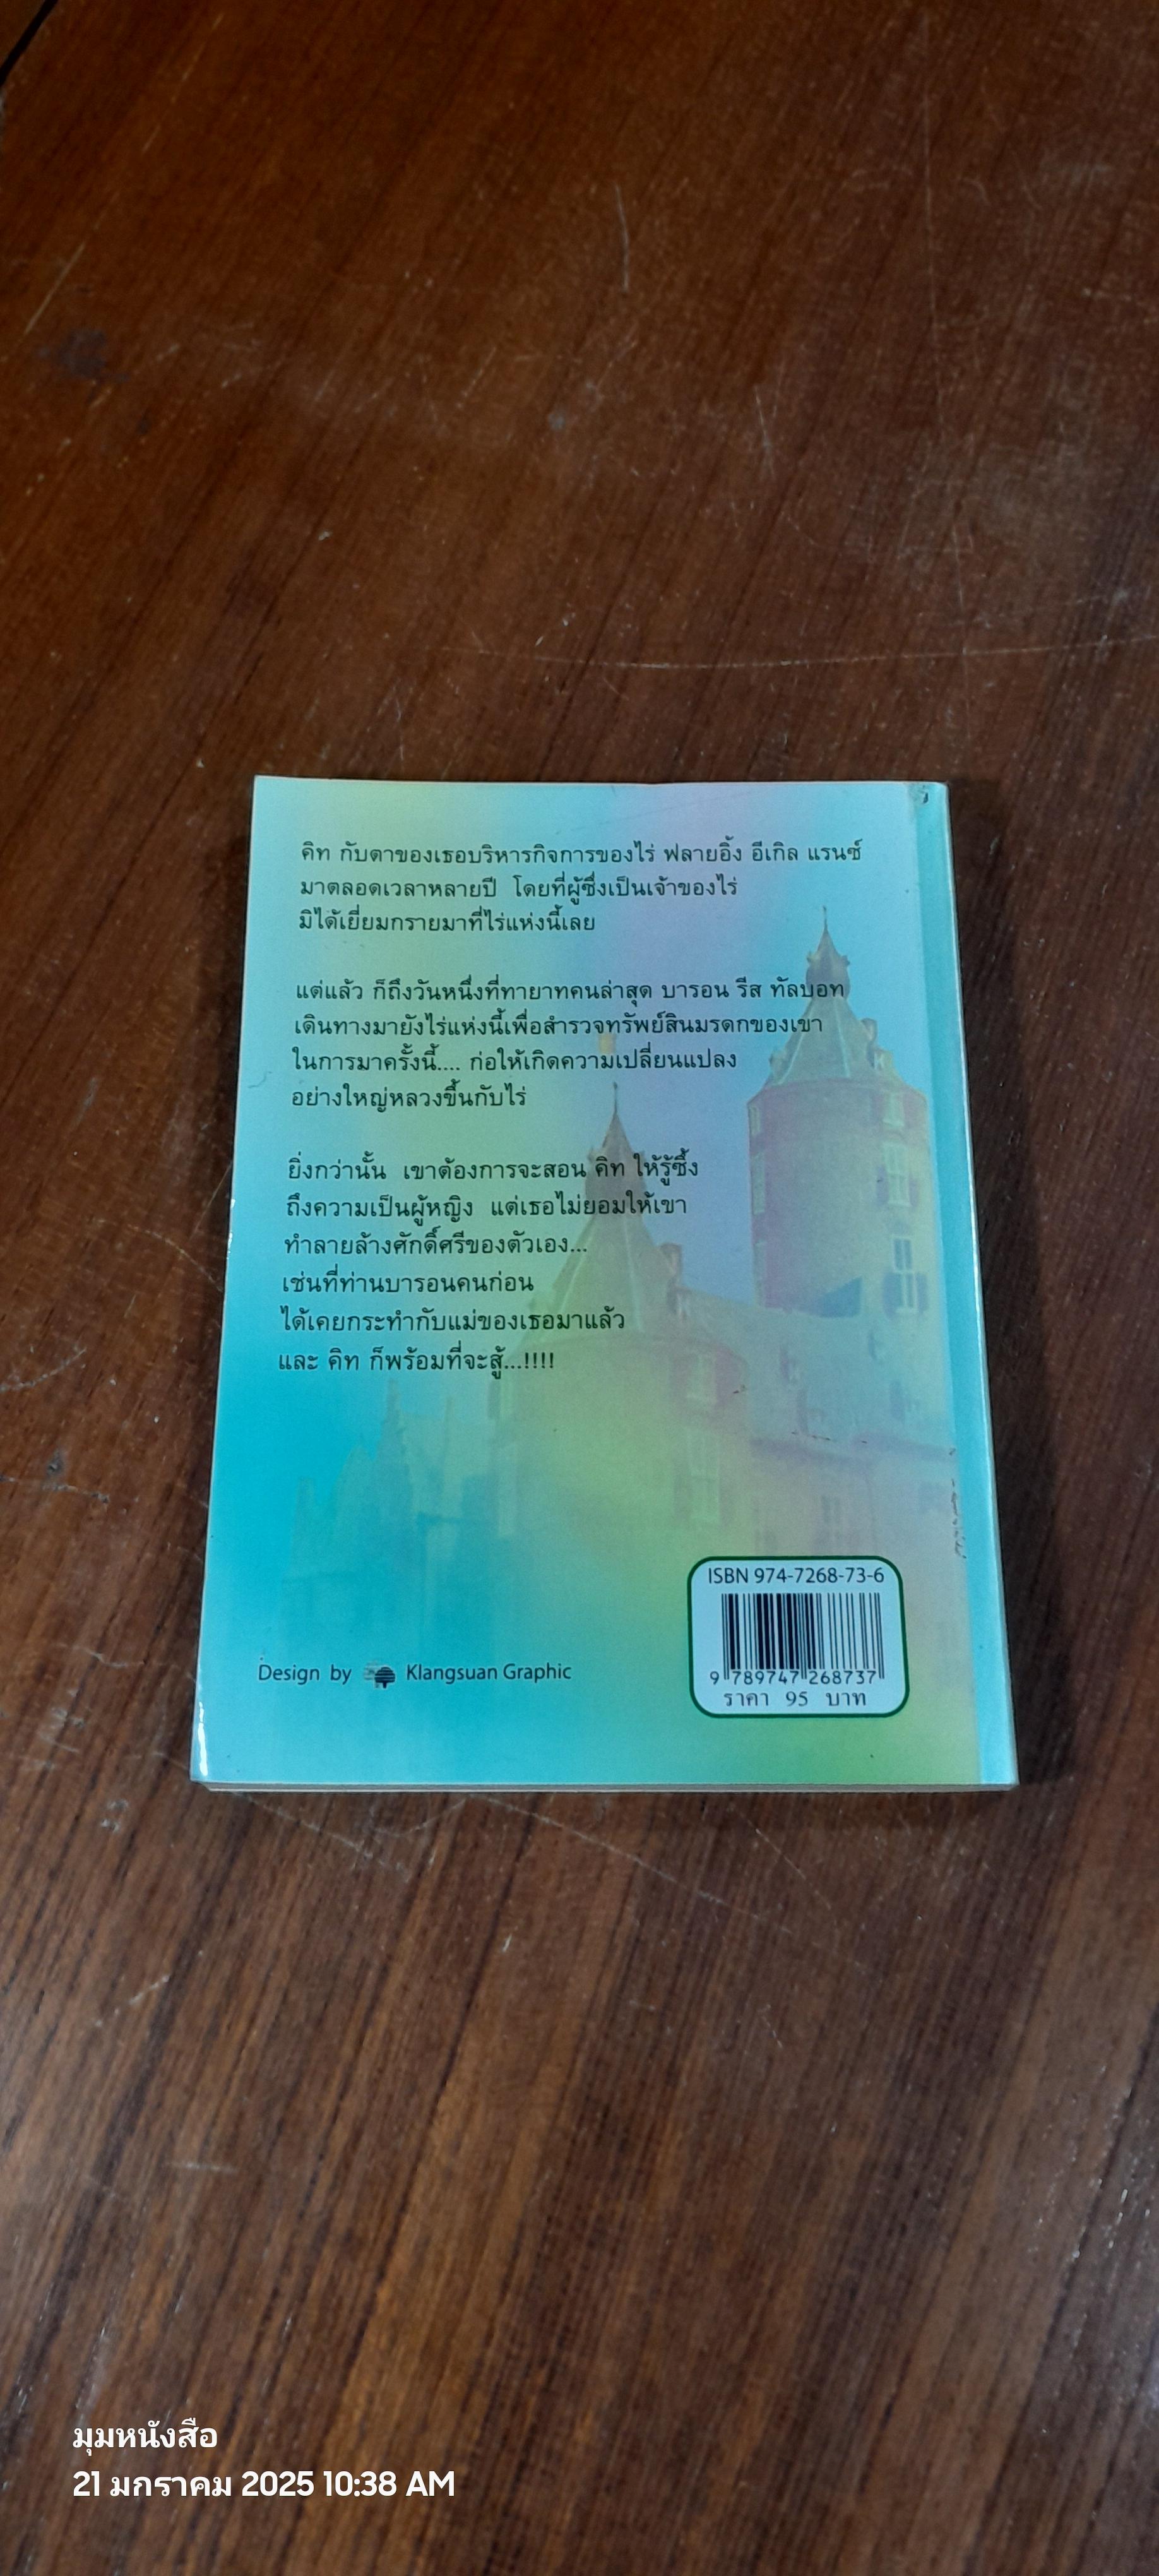 คิท กับตาของเธอบริหารกิจการของไร่ ฟลายอิ้ง อีเกิล แรนซ์
มาตลอดเวลาหลายปี โดยที่ผู้ซึ่งเป็นเจ้าของไร่
มิได้เยี่ยมกรายมาที่ไร่แห่งนี้เลย
แต่แล้ว ก็ถึงวันหนึ่งที่ทายาทคนล่าสุด บารอน รีส ทัลบอท
เดินทางมายังไร่แห่งนี้เพื่อสำรวจทรัพย์สินมรดกของเขา
ในการมาครั้งนี้.... ก่อให้เกิดความเปลี่ยนแปลง
อย่างใหญ่หลวงขึ้นกับไร่
ยิ่งกว่านั้น เขาต้องการจะสอน คิท ให้รู้ซึ้ง
ถึงความเป็นผู้หญิง แต่เธอไม่ยอมให้เขา
ทำลายล้างศักดิ์ศรีของตัวเอง...
เช่นที่ท่านบารอนคนก่อน
ได้เคยกระทำกับแม่ของเธอมาแล้ว
และ คิท ก็พร้อมที่จะสู้...!!!!
ISBN 974-7268-73-6
9 789747 268737
ราคา 95 บาท
Design by Klangsuan Graphic
มุมหนังสือ
21 มกราคม 2025 10:38 AM